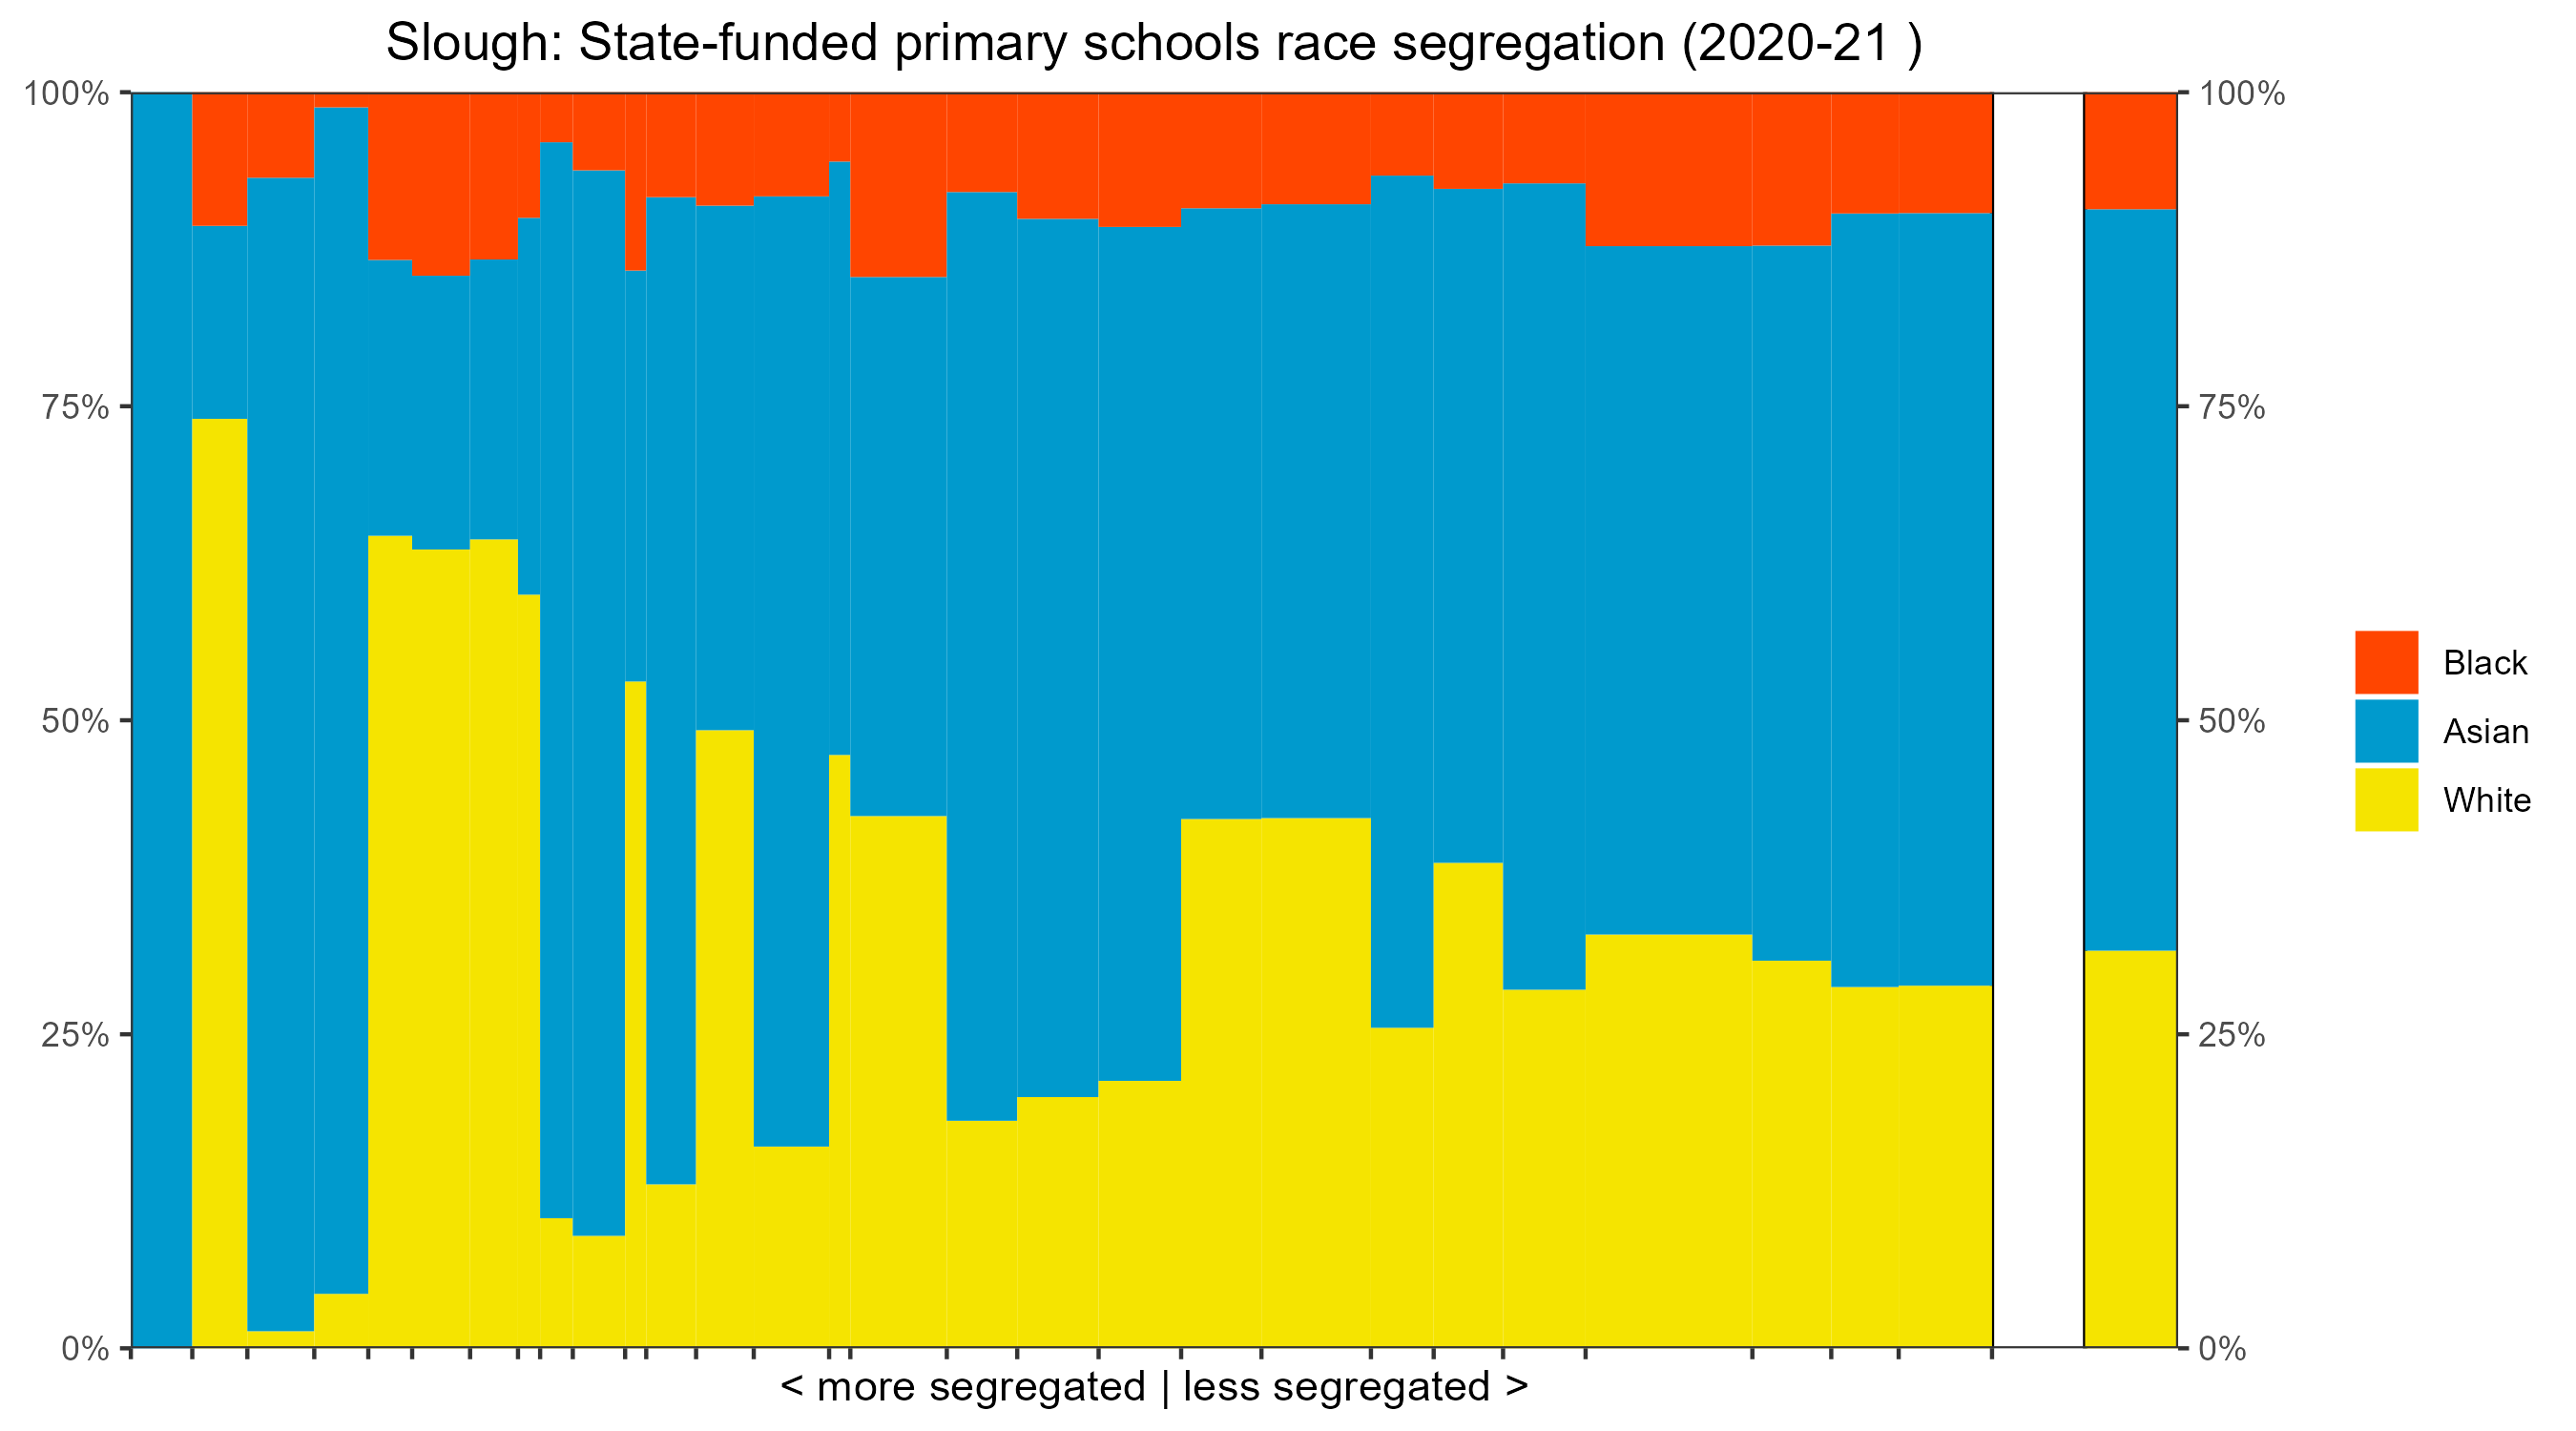 Slough: State-funded primary schools race segregation (2020-21 )
100%
75%
50%
25%
0%
100%
75%
50%
25%
0%
Black
Asian
White
< more segregated | less segregated >